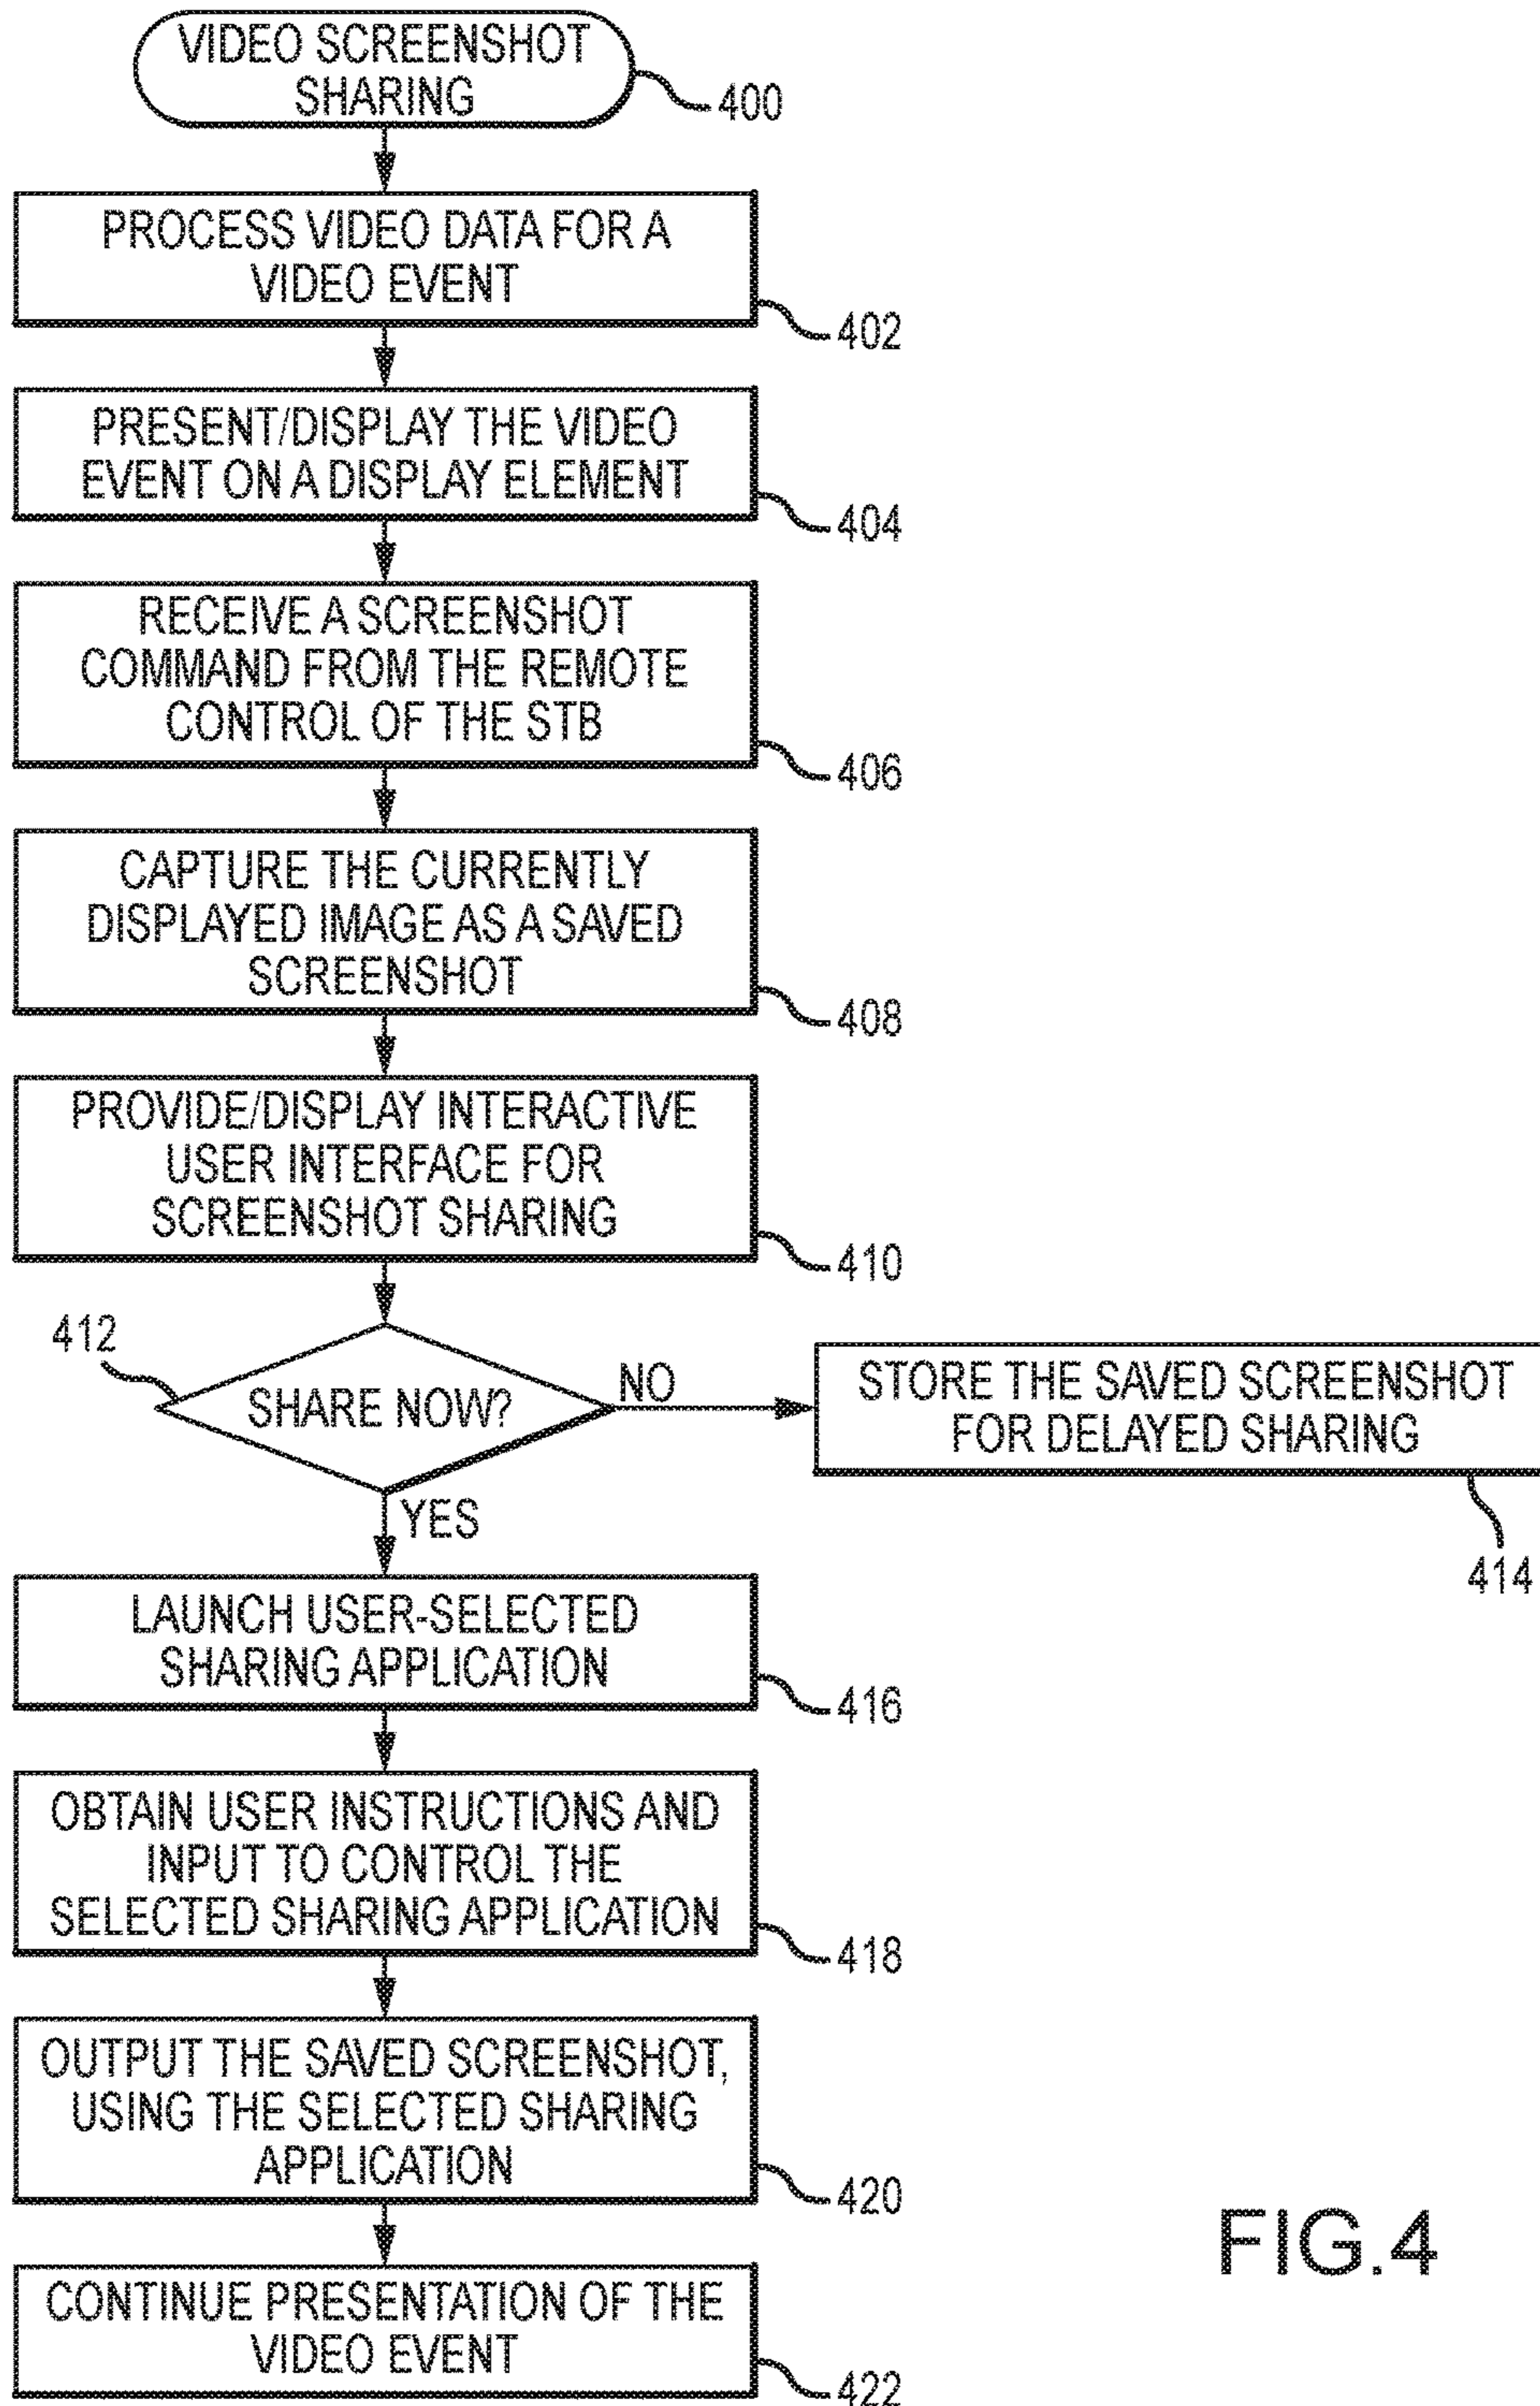 VIDEO SCREENSHOT
SHARING
400
PROCESS VIDEO DATA FOR A
VIDEO EVENT
402
PRESENT/DISPLAY THE VIDEO
EVENT ON A DISPLAY ELEMENT
404
RECEIVE A SCREENSHOT
COMMAND FROM THE REMOTE
CONTROL OF THE STB
406
CAPTURE THE CURRENTLY
DISPLAYED IMAGE AS A SAVED
SCREENSHOT
408
PROVIDE/DISPLAY INTERACTIVE
USER INTERFACE FOR
SCREENSHOT SHARING
410
412
SHARE NOW?
NO
STORE THE SAVED SCREENSHOT
FOR DELAYED SHARING
414
YES
LAUNCH USER-SELECTED
SHARING APPLICATION
416
OBTAIN USER INSTRUCTIONS AND
INPUT TO CONTROL THE
SELECTED SHARING APPLICATION
418
OUTPUT THE SAVED SCREENSHOT,
USING THE SELECTED SHARING
APPLICATION
420
CONTINUE PRESENTATION OF THE
VIDEO EVENT
422
FIG.4